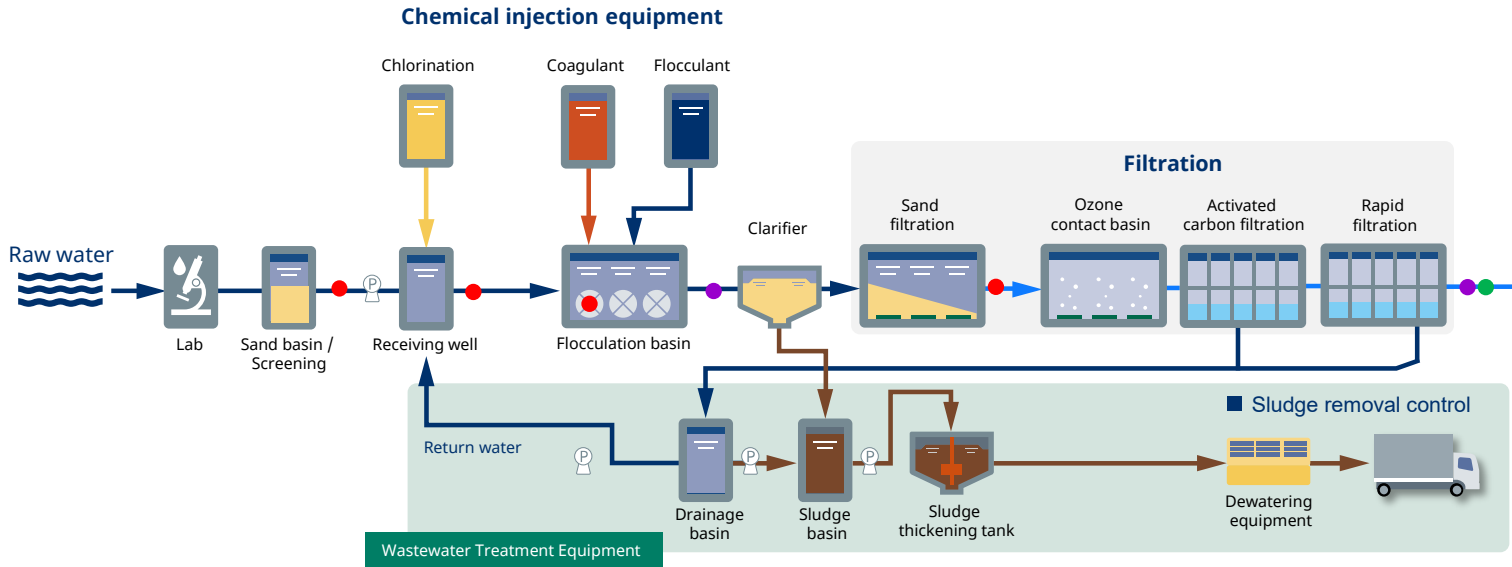 Chemical injection equipment
Chlorination
Coagulant
Flocculant
Filtration
Sand
filtration
Ozone
contact basin
Activated
carbon filtration
Rapid
filtration
Clarifier
Raw water
P
Lab
Sand basin /
Screening
Receiving well
Flocculation basin
Sludge removal control
Return water
P
P
P
Drainage
basin
Sludge
basin
Sludge
thickening tank
Dewatering
equipment
Wastewater Treatment Equipment